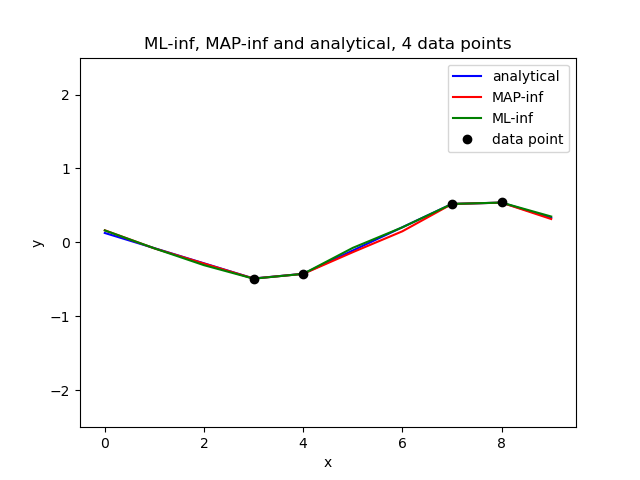 ML-inf, MAP-inf and analytical, 4 data points
analytical
MAP-inf
ML-inf
data point
2
1
0
−1
−2
y
0 2 4 6 8
x